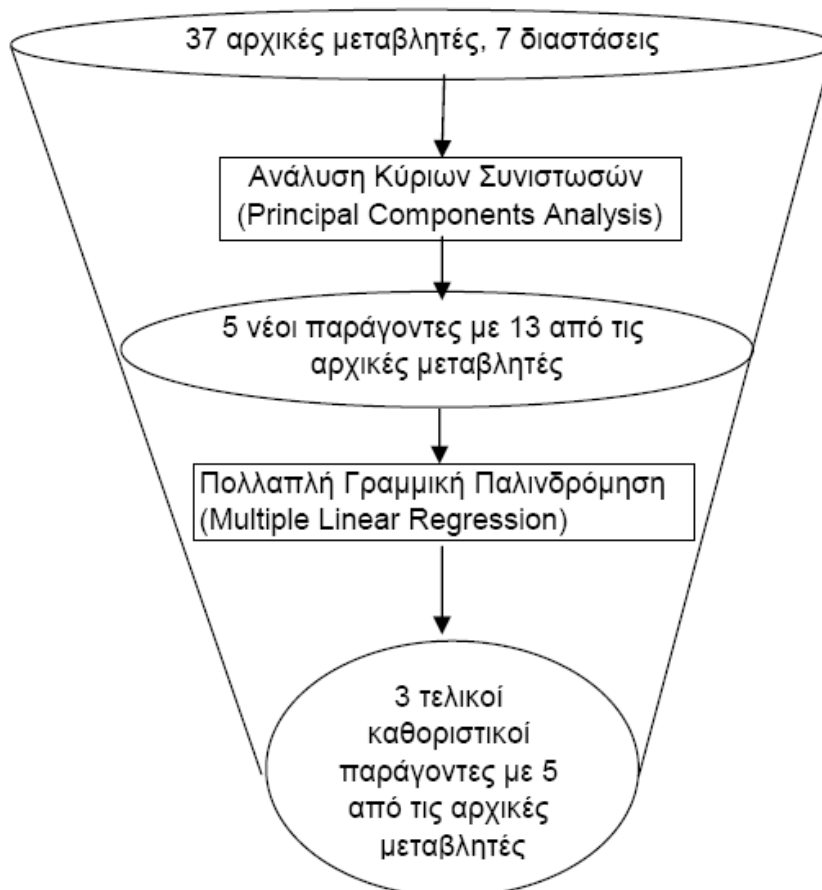 37 αρχικές μεταβλητές, 7 διαστάσεις
Ανάλυση Κύριων Συνιστωσών
(Principal Components Analysis)
5 νέοι παράγοντες με 13 από τις
αρχικές μεταβλητές
Πολλαπλή Γραμμική Παλινδρόμηση
(Multiple Linear Regression)
3 τελικοί
καθοριστικοί
παράγοντες με 5
από τις αρχικές
μεταβλητές